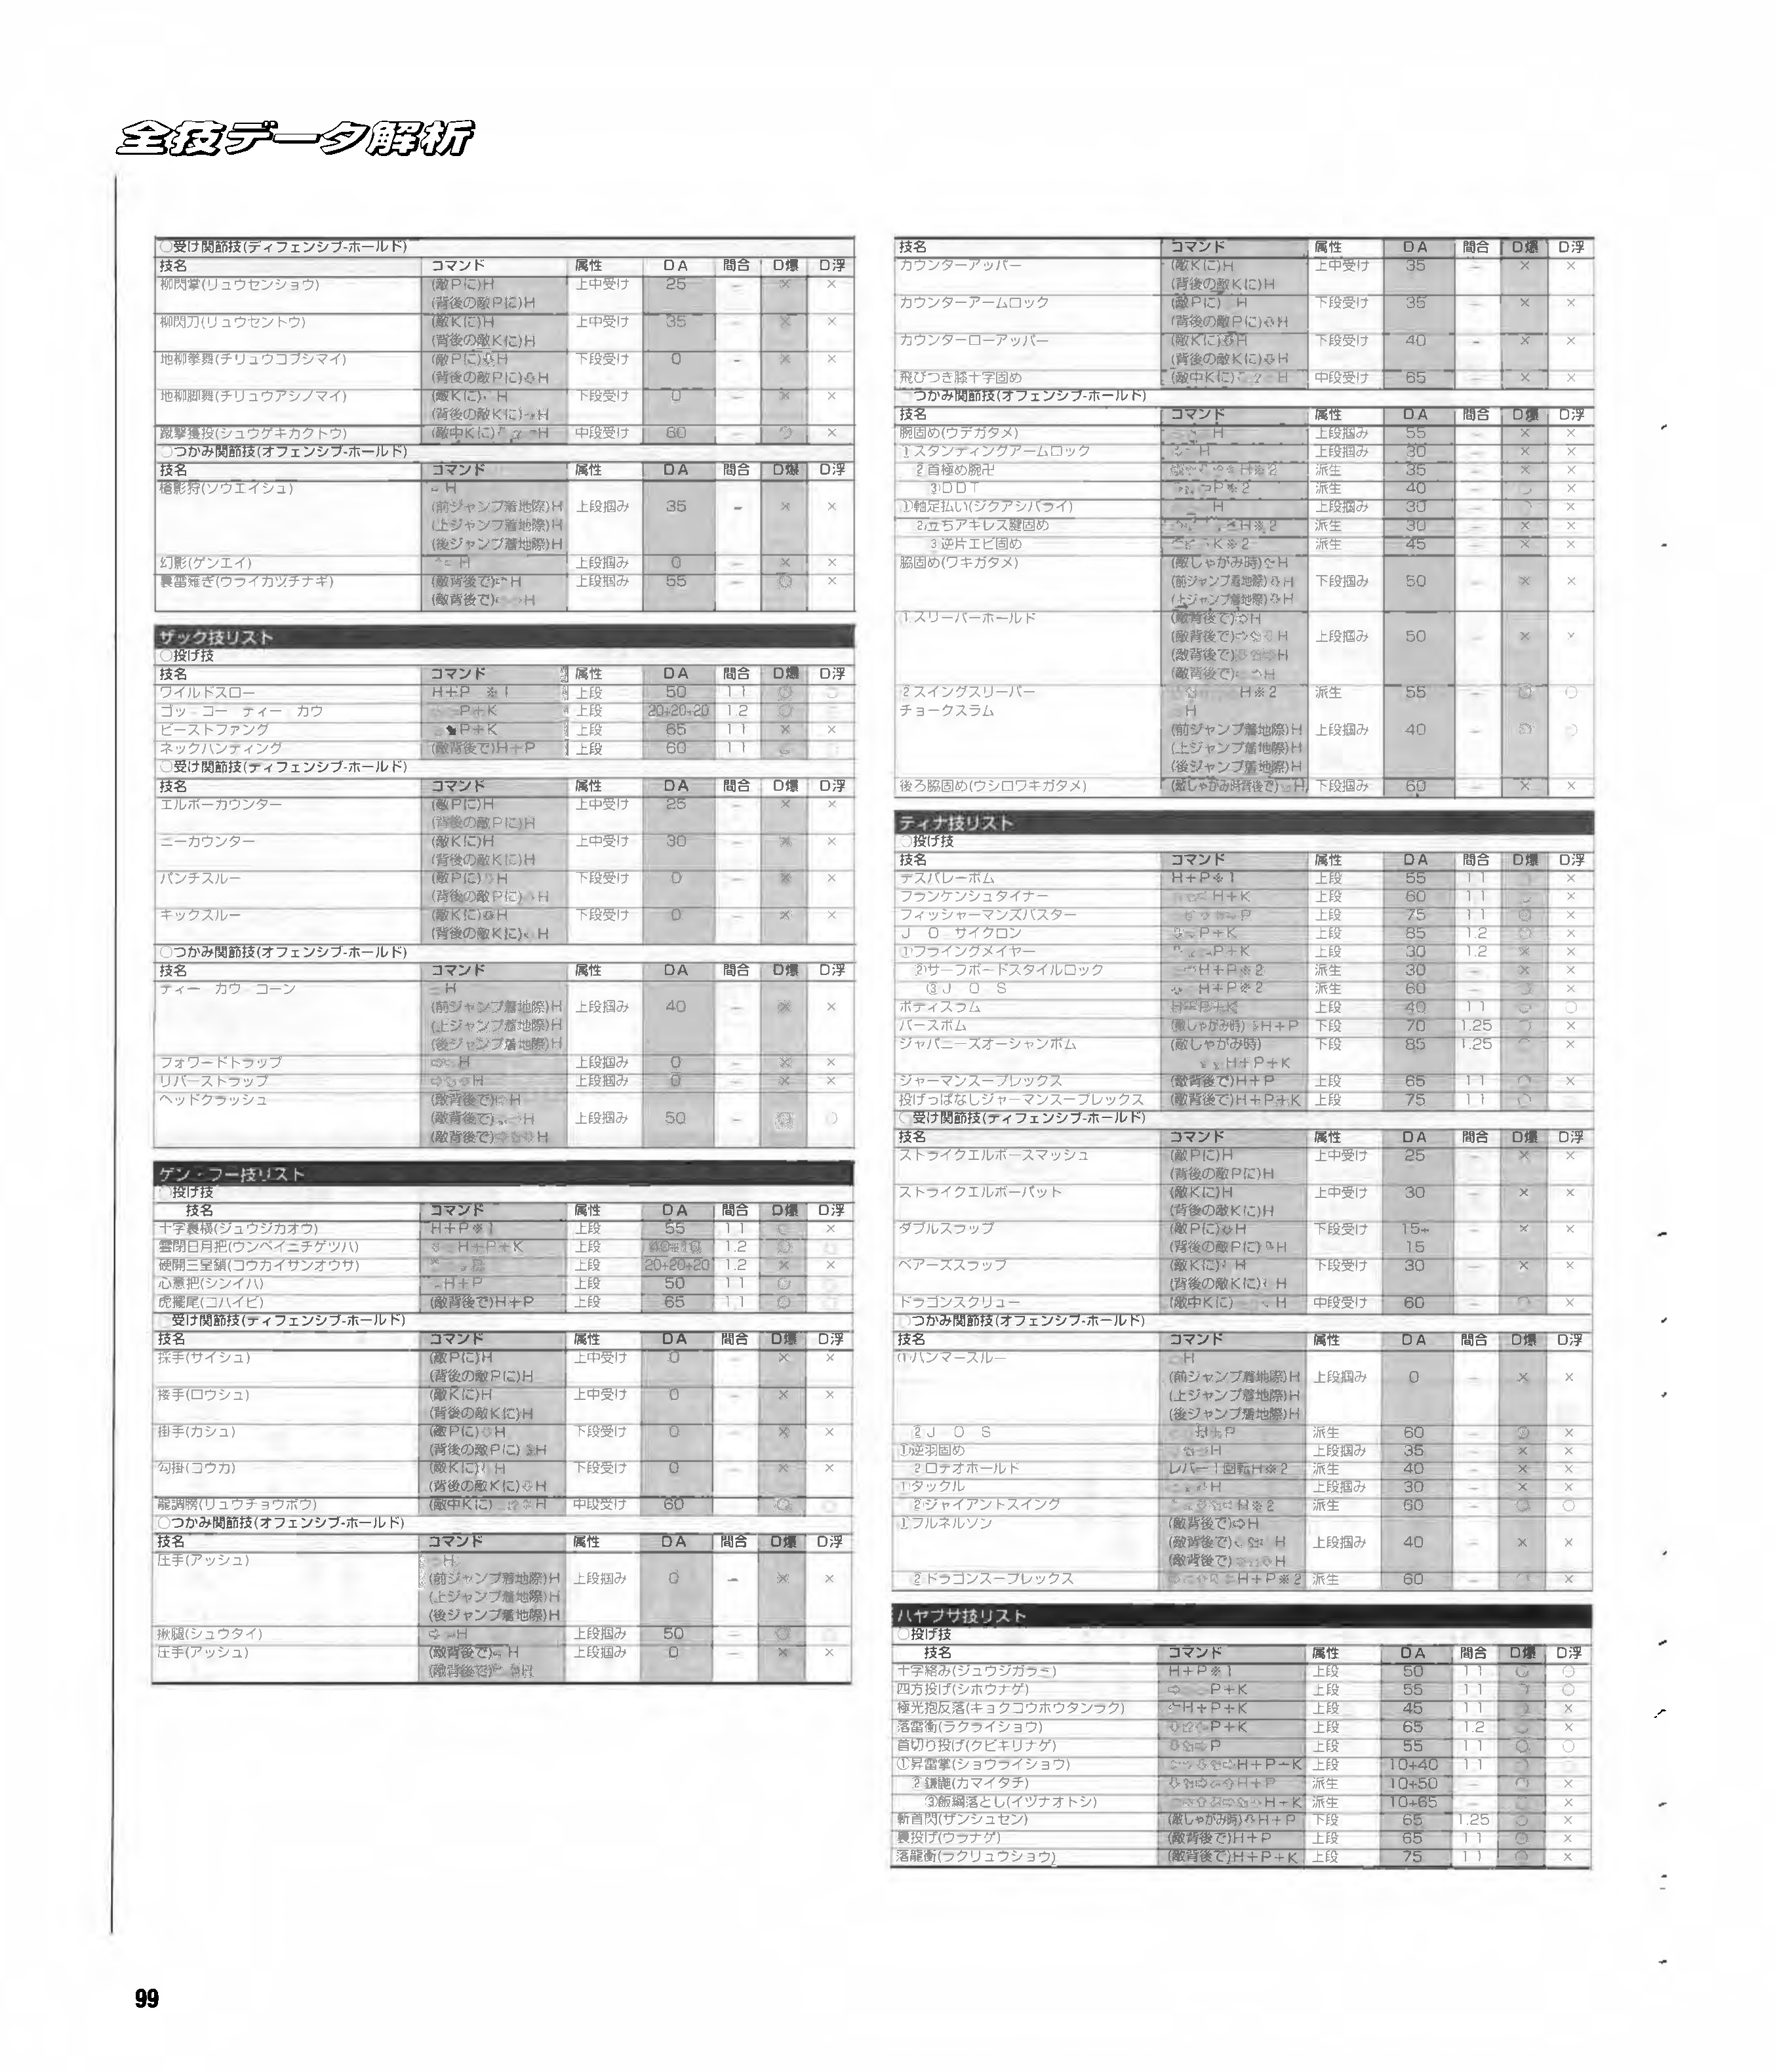 全技データ解析
○受け関節技(ディフェンシブ-ホールド)
技名 コマンド 属性 DA 間合 D爆 D浮
柳閃掌(リュウセンショウ) (敵Pに)H 上中受け 25 – × ×
(背後の敵Pに)H
柳閃刀(リュウセントウ) (敵Kに)H 上中受け 35 – × ×
(背後の敵Kに)H
地柳拳舞(チリュウコブシマイ) (敵Pに)⇩H 下段受け 0 – × ×
(背後の敵Pに)⇩H
地柳脚舞(チリュウアシノマイ) (敵Kに) H 下段受け 0 – × ×
(背後の敵Kに) H
蹴撃獲投(シュウゲキカクトウ) (敵中Kに) H 中段受け 60 – ○ ×
○つかみ関節技(オフェンシブ-ホールド)
技名 コマンド 属性 DA 間合 D爆 D浮
槍影狩(ソウエイシュ) H
(前ジャンプ着地際)H 上段掴み 35 – × ×
(上ジャンプ着地際)H
(後ジャンプ着地際)H
幻影(ゲンエイ) H 上段掴み 0 – × ×
裏雷薙ぎ(ウライカヅチナギ) (敵背後で) H 上段掴み 55 – ◎ ×
(敵背後で) H
ザック技リスト
○投げ技
技名 コマンド 属性 DA 間合 D爆 D浮
ワイルドスロー H+P ※1 上段 50 1.1
ゴッ コー ティー カウ P+K 上段 20+20+20 1.2
ビーストファング P+K 上段 65 1.1 × ×
ネックハンティング (敵背後で)H+P 上段 60 1.1
○受け関節技(ディフェンシブ-ホールド)
技名 コマンド 属性 DA 間合 D爆 D浮
エルボーカウンター (敵Pに)H 上中受け 25 – × ×
(背後の敵Pに)H
ニーカウンター (敵Kに)H 上中受け 30 – × ×
(背後の敵Kに)H
パンチスルー (敵Pに) H 下段受け 0 – × ×
(背後の敵Pに) H
キックスルー (敵Kに)⇩H 下段受け 0 – × ×
(背後の敵Kに) H
○つかみ関節技(オフェンシブ-ホールド)
技名 コマンド 属性 DA 間合 D爆 D浮
ティー カウ コーン H
(前ジャンプ着地際)H 上段掴み 40 – × ×
(上ジャンプ着地際)H
(後ジャンプ着地際)H
フォワードトラップ H 上段掴み 0 – × ×
リバーストラップ H 上段掴み 0 – × ×
ヘッドクラッシュ (敵背後で) H
(敵背後で) H 上段掴み 50 – ◎ ○
(敵背後で) H
ゲン・フー技リスト
○投げ技
技名 コマンド 属性 DA 間合 D爆 D浮
十字裏横(ジュウジカオウ) H+P※1 上段 55 1.1 ×
雲閉日月把(ウンペイニチゲツハ) H+P+K 上段 1.2
硬開三星鎖(コウカイサンオウサ) 上段 20+20+20 1.2 × ×
心意把(シンイハ) H+P 上段 50 1.1 ○
虎擺尾(コハイビ) (敵背後で)H+P 上段 65 1.1 ○
受け関節技(ディフェンシブ-ホールド)
技名 コマンド 属性 DA 間合 D爆 D浮
採手(サイシュ) (敵Pに)H 上中受け 0 – × ×
(背後の敵Pに)H
搂手(ロウシュ) (敵Kに)H 上中受け 0 – × ×
(背後の敵Kに)H
掛手(カシュ) (敵Pに) H 下段受け 0 – × ×
(背後の敵Pに) H
勾掛(コウカ) (敵Kに) H 下段受け 0 – × ×
(背後の敵Kに)⇩H
龍調膀(リュウチョウボウ) (敵中Kに) H 中段受け 60
○つかみ関節技(オフェンシブ-ホールド)
技名 コマンド 属性 DA 間合 D爆 D浮
圧手(アッシュ) H
(前ジャンプ着地際)H 上段掴み 0 – × ×
(上ジャンプ着地際)H
(後ジャンプ着地際)H
揪腿(シュウタイ) H 上段掴み 50 –
圧手(アッシュ) (敵背後で) H 上段掴み 0 – × ×
(敵背後で) H
技名 コマンド 属性 DA 間合 D爆 D浮
カウンターアッパー (敵Kに)H 上中受け 35 – × ×
(背後の敵Kに)H
カウンターアームロック (敵Pに) H 下段受け 35 – × ×
(背後の敵Pに)⇩H
カウンターローアッパー (敵Kに)⇩H 下段受け 40 – × ×
(背後の敵Kに)⇩H
飛びつき膝十字固め (敵中Kに) H 中段受け 65 – × ×
つかみ関節技(オフェンシブ-ホールド)
技名 コマンド 属性 DA 間合 D爆 D浮
腕固め(ウデガタメ) H 上段掴み 55 – × ×
①スタンディングアームロック H 上段掴み 30 – × ×
②首極め腕卍 H※2 派生 35 – × ×
③DDT P※2 派生 40 – ×
①軸足払い(ジクアシバライ) H 上段掴み 30 – ×
②立ちアキレス腱固め H※2 派生 30 – × ×
③逆片エビ固め K※2 派生 45 – × ×
脇固め(ワキガタメ) (敵しゃがみ時) H
(前ジャンプ着地際)⇩H 下段掴み 50 – × ×
(上ジャンプ着地際)⇩H
①スリーパーホールド (敵背後で)⇨H
(敵背後で) H 上段掴み 50 – × ×
(敵背後で) H
(敵背後で) H
②スイングスリーパー H※2 派生 55 – ◎ ○
チョークスラム H
(前ジャンプ着地際)H 上段掴み 40 – ◎ ○
(上ジャンプ着地際)H
(後ジャンプ着地際)H
後ろ脇固め(ウシロワキガタメ) (敵しゃがみ時背後で) H 下段掴み 60 – × ×
ティナ技リスト
○投げ技
技名 コマンド 属性 DA 間合 D爆 D浮
デスバレーボム H+P※1 上段 55 1.1 ×
フランケンシュタイナー H+K 上段 60 1.1 ×
フィッシャーマンズバスター P 上段 75 1.1 ×
J O サイクロン P+K 上段 85 1.2 ×
①フライングメイヤー P+K 上段 30 1.2 × ×
②サーフボードスタイルロック H+P※2 派生 30 – × ×
③J O S H+P※2 派生 60 – ×
ボディスラム H+P+K 上段 40 1.1 ○
パースボム (敵しゃがみ時) H+P 下段 70 1.25 ×
ジャパニーズオーシャンボム (敵しゃがみ時) 下段 85 1.25 ×
H+P+K
ジャーマンスープレックス (敵背後で)H+P 上段 65 1.1 ×
投げっぱなしジャーマンスープレックス (敵背後で)H+P+K 上段 75 1.1
受け関節技(ディフェンシブ-ホールド)
技名 コマンド 属性 DA 間合 D爆 D浮
ストライクエルボースマッシュ (敵Pに)H 上中受け 25 – × ×
(背後の敵Pに)H
ストライクエルボーバット (敵Kに)H 上中受け 30 – × ×
(背後の敵Kに)H
ダブルスラップ (敵Pに)⇩H 下段受け 15+ – × ×
(背後の敵Pに) H 15
ベアーズスラップ (敵Kに) H 下段受け 30 – × ×
(背後の敵Kに) H
ドラゴンスクリュー (敵中Kに) H 中段受け 60 – ×
○つかみ関節技(オフェンシブ-ホールド)
技名 コマンド 属性 DA 間合 D爆 D浮
①ハンマースルー H
(前ジャンプ着地際)H 上段掴み 0 – × ×
(上ジャンプ着地際)H
(後ジャンプ着地際)H
②J O S H+P 派生 60 – ◎ ×
①逆羽固め H 上段掴み 35 – × ×
②ロデオホールド レバー1回転H※2 派生 40 – × ×
①タックル H 上段掴み 30 – × ×
②ジャイアントスイング H※2 派生 60 – ○ ○
①フルネルソン (敵背後で)⇨H
(敵背後で) H 上段掴み 40 – × ×
(敵背後で) H
②ドラゴンスープレックス H+P※2 派生 60 – ×
ハヤブサ技リスト
○投げ技
技名 コマンド 属性 DA 間合 D爆 D浮
十字絡み(ジュウジガラミ) H+P※1 上段 50 1.1 ○ ○
四方投げ(シホウナゲ) P+K 上段 55 1.1 ○
極光抱反落(キョクコウホウタンラク) H+P+K 上段 45 1.1 ×
落雷衝(ラクライショウ) P+K 上段 65 1.2 ×
首切り投げ(クビキリナゲ) P 上段 55 1.1 ○ ○
①昇雷掌(ショウライショウ) H+P+K 上段 10+40 1.1
②鎌鼬(カマイタチ) H+P 派生 10+50 – ×
③飯綱落とし(イヅナオトシ) H+K 派生 10+65 – ×
斬首閃(ザンシュセン) (敵しゃがみ時) H+P 下段 65 1.25 ×
裏投げ(ウラナゲ) (敵背後で)H+P 上段 65 1.1 ×
落龍衝(ラクリュウショウ) (敵背後で)H+P+K 上段 75 1.1 ×
99